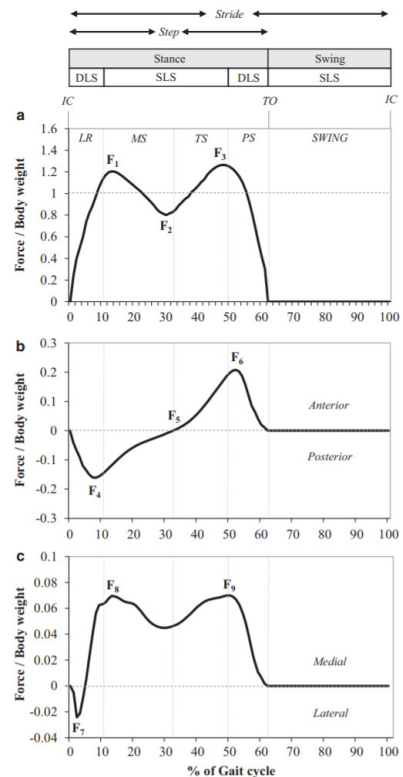 Stride
Step
Stance Swing
DLS SLS DLS SLS
IC TO IC
a
LR MS TS PS SWING
F1 F3
F2
Force / Body weight
1.6
1.4
1.2
1
0.8
0.6
0.4
0.2
0
0 10 20 30 40 50 60 70 80 90 100
b
F6
F5
F4
Anterior
Posterior
Force / Body weight
0.3
0.2
0.1
0
-0.1
-0.2
-0.3
0 10 20 30 40 50 60 70 80 90 100
c
F8 F9
F7
Medial
Lateral
Force / Body weight
0.1
0.08
0.06
0.04
0.02
0
-0.02
-0.04
0 10 20 30 40 50 60 70 80 90 100
% of Gait cycle